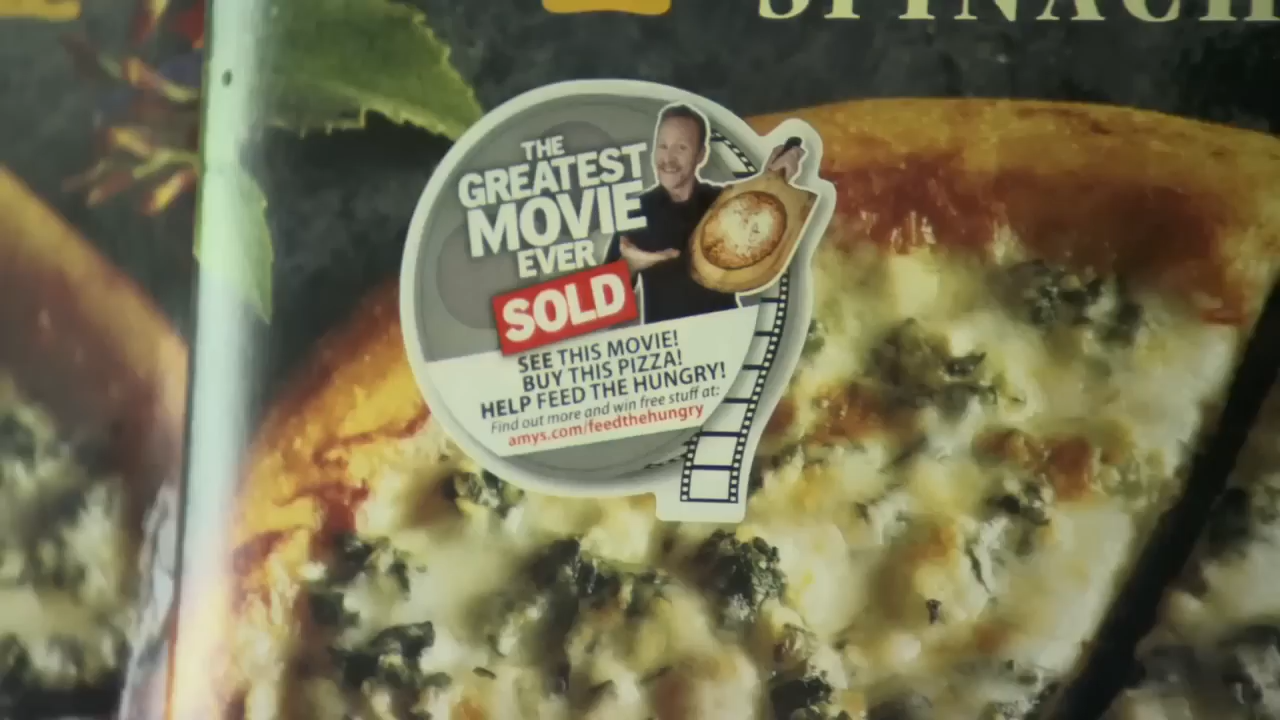 SPINACH
THE
GREATEST
MOVIE
EVER
SOLD
SEE THIS MOVIE!
BUY THIS PIZZA!
HELP FEED THE HUNGRY!
Find out more and win free stuff at:
amys.com/feedthehungry